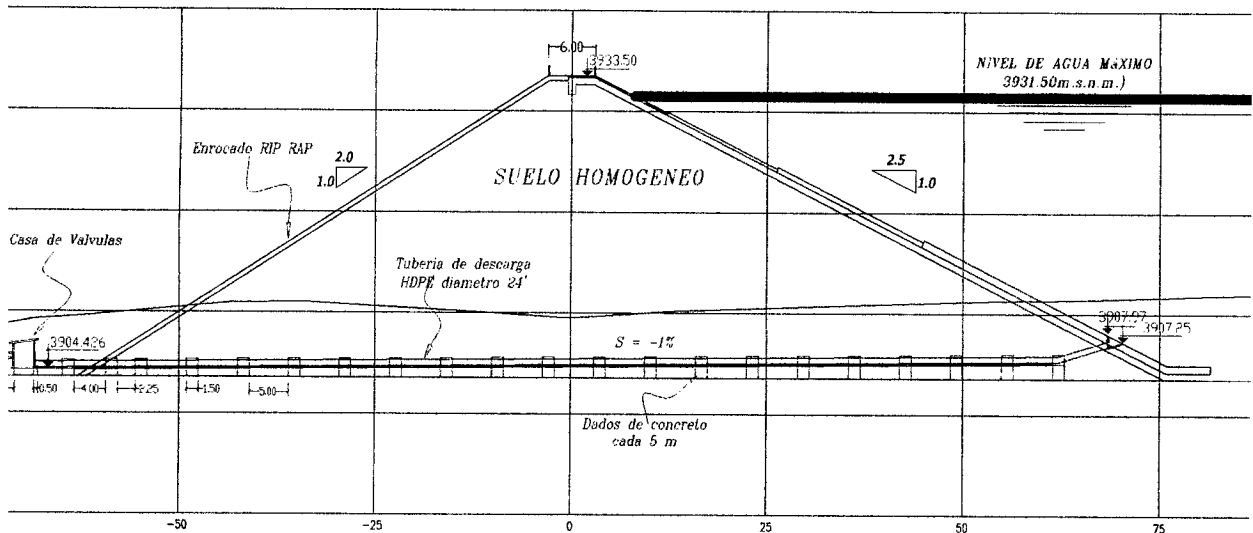 6.00
3933.50
NIVEL DE AGUA MáXIMO
3931.50m.s.n.m.)
Enrocado RIP RAP
2.0
1.0
SUELO HOMOGENEO
2.5
1.0
Casa de Valvulas
Tuberia de descarga
HDPE diametro 24'
3907.97
3907.25
3904.426
S = -1%
0.50
4.00
2.25
1.50
5.00
Dados de concreto
cada 5 m
-50
-25
0
25
50
75